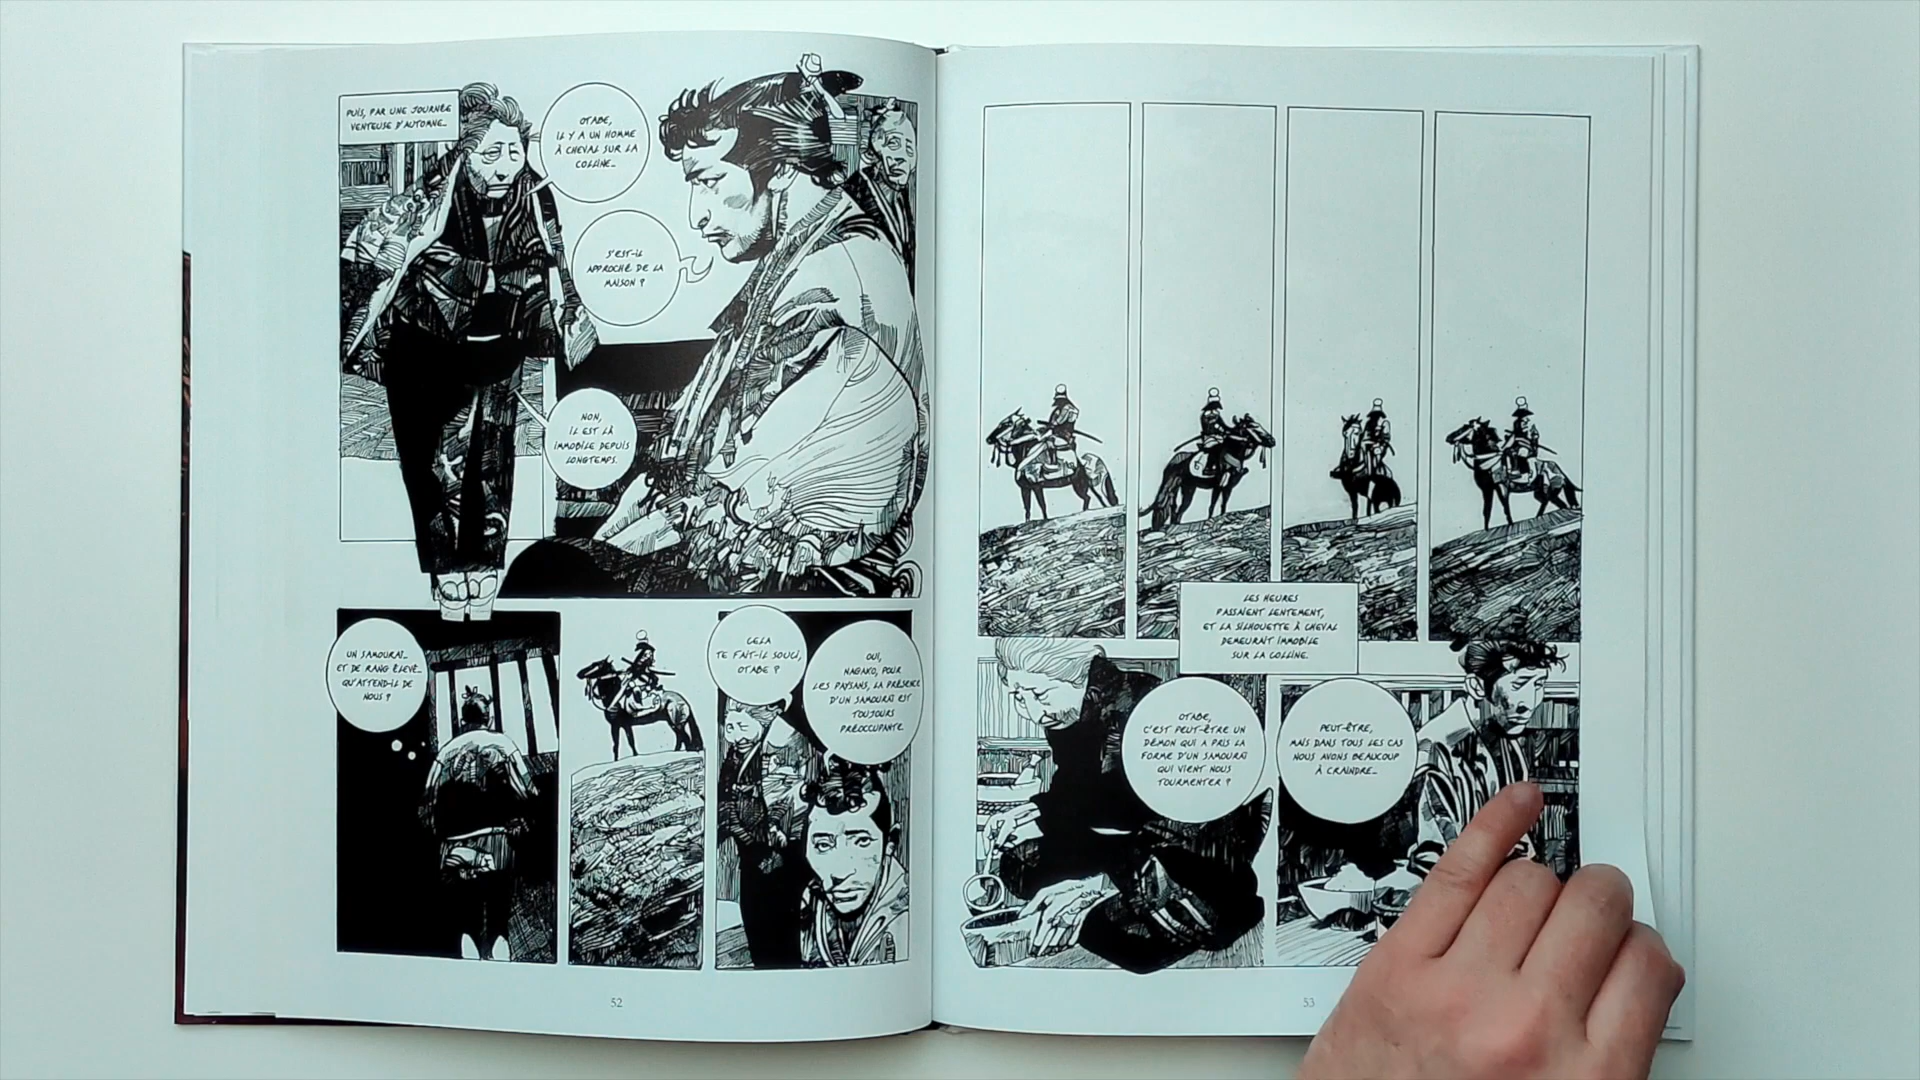 PUIS, PAR UNE JOURNÉE
VENTEUSE D'AUTOMNE...
OTABE,
IL Y A UN HOMME
À CHEVAL SUR LA
COLLINE...
S'EST-IL
APPROCHÉ DE LA
MAISON ?
NON,
IL EST LÀ
IMMOBILE DEPUIS
LONGTEMPS.
UN SAMOURAÏ...
ET DE RANG ÉLEVÉ...
QU'ATTEND-IL DE
NOUS ?
CELA
TE FAIT-IL SOUCI,
OTABE ?
OUI,
NAGAKO, POUR
LES PAYSANS, LA PRÉSENCE
D'UN SAMOURAÏ EST
TOUJOURS
PRÉOCCUPANTE.
52
LES HEURES
PASSAIENT LENTEMENT,
ET LA SILHOUETTE À CHEVAL
DEMEURAIT IMMOBILE
SUR LA COLLINE.
OTABE,
C'EST PEUT-ÊTRE UN
DÉMON QUI A PRIS LA
FORME D'UN SAMOURAÏ
QUI VIENT NOUS
TOURMENTER ?
PEUT-ÊTRE,
MAIS DANS TOUS LES CAS
NOUS AVONS BEAUCOUP
À CRAINDRE...
53